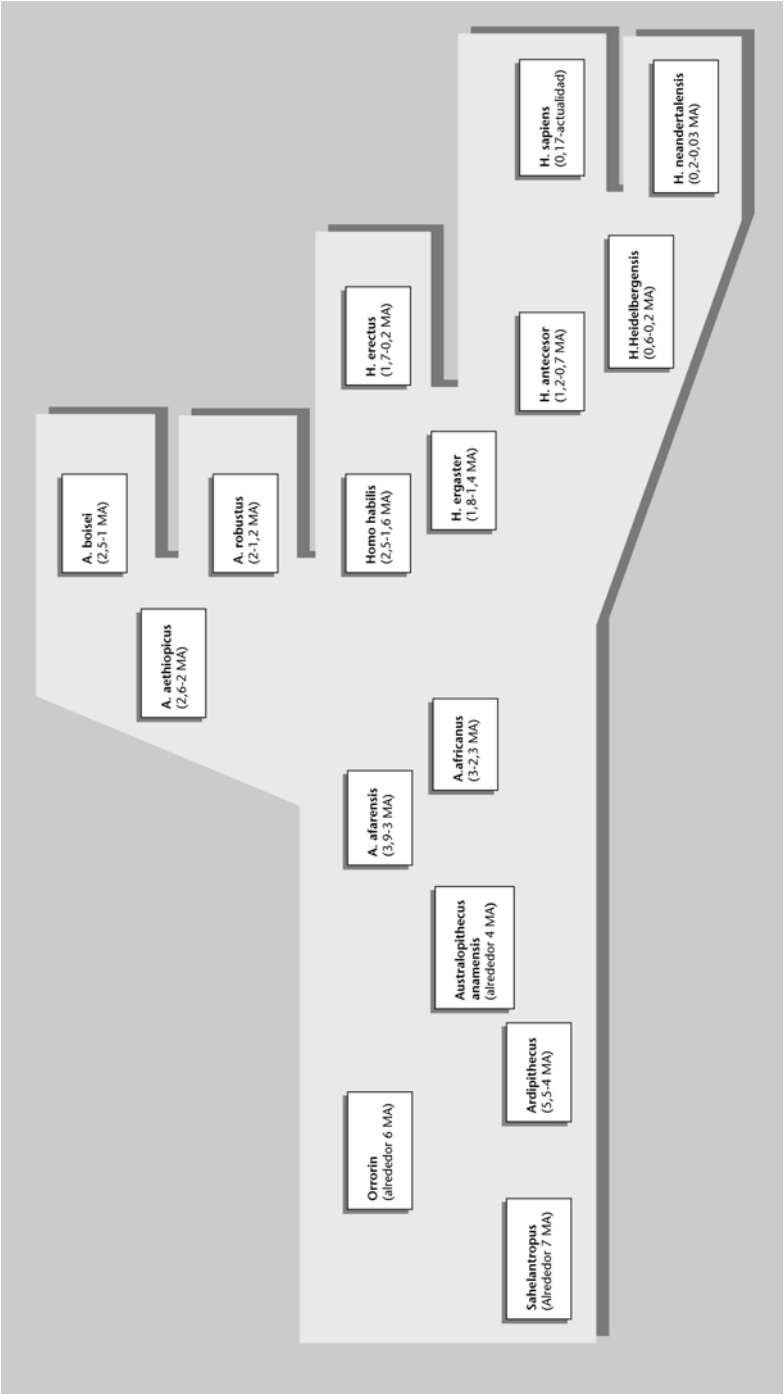 Sahelantropus
(Alrededor 7 MA)
Orrorin
(alrededor 6 MA)
Ardipithecus
(5,5-4 MA)
Australopithecus
anamensis
(alrededor 4 MA)
A. afarensis
(3,9-3 MA)
A.africanus
(3-2,3 MA)
A. aethiopicus
(2,6-2 MA)
A. boisei
(2,5-1 MA)
A. robustus
(2-1,2 MA)
Homo habilis
(2,5-1,6 MA)
H. ergaster
(1,8-1,4 MA)
H. erectus
(1,7-0,2 MA)
H. antecesor
(1,2-0,7 MA)
H.Heidelbergensis
(0,6-0,2 MA)
H. sapiens
(0,17-actualidad)
H. neandertalensis
(0,2-0,03 MA)